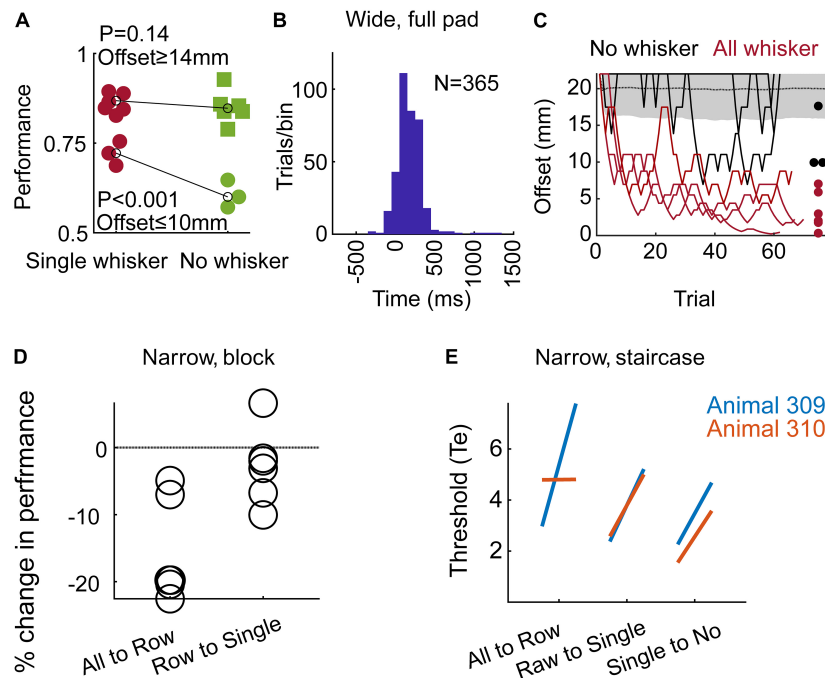 A
P=0.14
Offset≥14mm
1
0.75
0.5
Performance
P<0.001
Offset≤10mm
Single whisker
No whisker
B
Wide, full pad
N=365
100
50
0
Trials/bin
-500
0
500
1500
Time (ms)
C
No whisker
All whisker
20
15
10
5
0
Offset (mm)
0
20
40
60
Trial
D
Narrow, block
0
-10
-20
% change in perfrmance
All to Row
Row to Single
E
Narrow, staircase
Animal 309
Animal 310
6
4
2
Threshold (Te)
All to Row
Raw to Single
Single to No